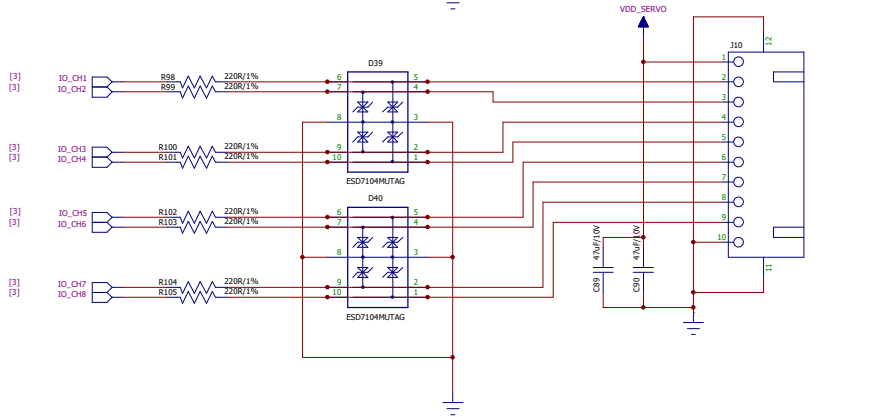 VDD_SERVO
J10
12
D39
[3] IO_CH1 R98 220R/1% 6 5
[3] IO_CH2 R99 220R/1% 7 4
8 3
[3] IO_CH3 R100 220R/1% 9 2
[3] IO_CH4 R101 220R/1% 10 1
ESD7104MUTAG
D40
[3] IO_CH5 R102 220R/1% 6 5
[3] IO_CH6 R103 220R/1% 7 4
8 3
[3] IO_CH7 R104 220R/1% 9 2
[3] IO_CH8 R105 220R/1% 10 1
ESD7104MUTAG
1
2
3
4
5
6
7
8
9
10
11
47uF/10V
C89
47uF/10V
C90